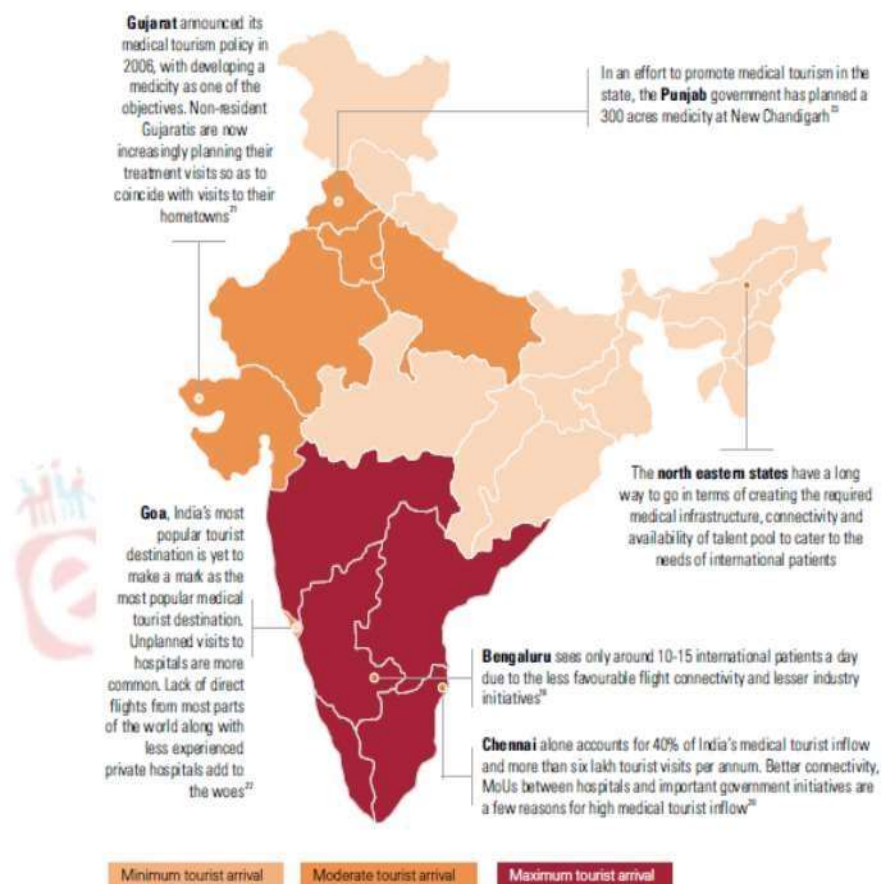 Gujarat announced its
medical tourism policy in
2006, with developing a
medicity as one of the
objectives. Non-resident
Gujaratis are now
increasingly planning their
treatment visits so as to
coincide with visits to their
hometowns21
In an effort to promote medical tourism in the
state, the Punjab government has planned a
300 acres medicity at New Chandigarh23
The north eastern states have a long
way to go in terms of creating the required
medical infrastructure, connectivity and
availability of talent pool to cater to the
needs of international patients
Goa, India's most
popular tourist
destination is yet to
make a mark as the
most popular medical
tourist destination.
Unplanned visits to
hospitals are more
common. Lack of direct
flights from most parts
of the world along with
less experienced
private hospitals add to
the woes22
Bengaluru sees only around 10-15 international patients a day
due to the less favourable flight connectivity and lesser industry
initiatives
Chennai alone accounts for 40% of India's medical tourist inflow
and more than six lakh tourist visits per annum. Better connectivity,
MoUs between hospitals and important government initiatives are
a few reasons for high medical tourist inflow
Minimum tourist arrival
Moderate tourist arrival
Maximum tourist arrival